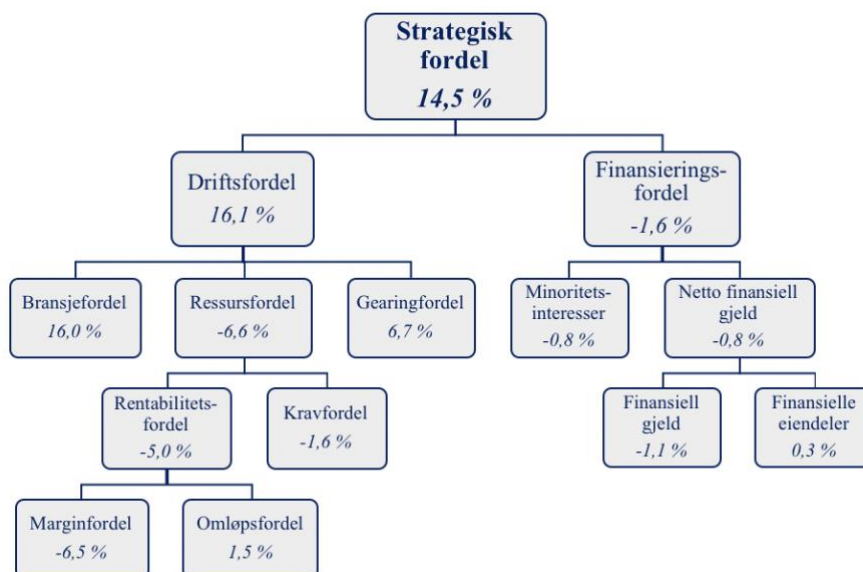 Strategisk
fordel
14,5 %
Driftsfordel
16,1 %
Finansierings-
fordel
-1,6 %
Bransjefordel
16,0 %
Ressursfordel
-6,6 %
Gearingfordel
6,7 %
Minoritets-
interesser
-0,8 %
Netto finansiell
gjeld
-0,8 %
Rentabilitets-
fordel
-5,0 %
Kravfordel
-1,6 %
Finansiell
gjeld
-1,1 %
Finansielle
eiendeler
0,3 %
Marginfordel
-6,5 %
Omløpsfordel
1,5 %